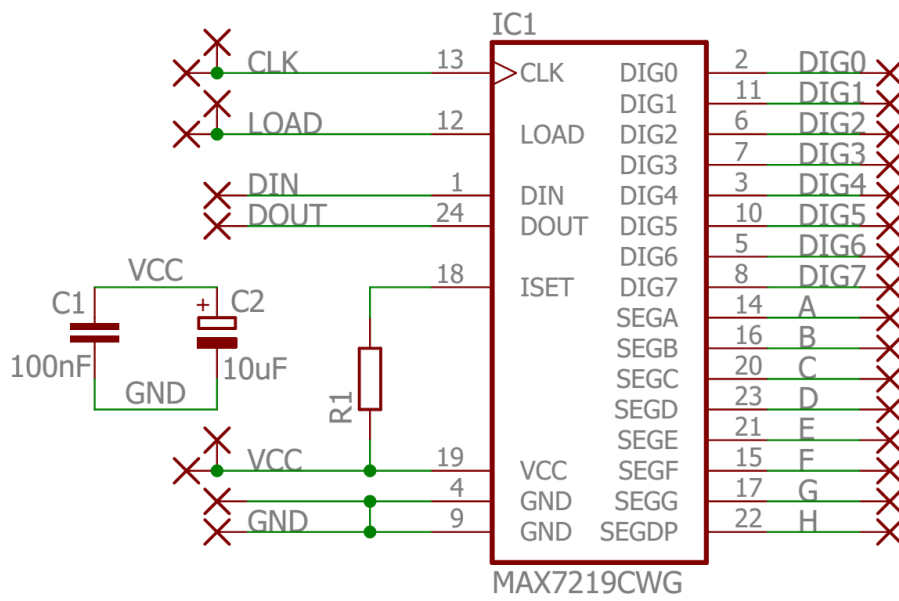 IC1
CLK 13 CLK DIG0 2 DIG0
DIG1 11 DIG1
LOAD 12 LOAD DIG2 6 DIG2
DIG3 7 DIG3
DIN 1 DIN DIG4 3 DIG4
DOUT 24 DOUT DIG5 10 DIG5
DIG6 5 DIG6
18 ISET DIG7 8 DIG7
VCC
C1 + C2
100nF 10uF
GND
R1
SEGA 14 A
SEGB 16 B
SEGC 20 C
SEGD 23 D
SEGE 21 E
VCC 19 VCC SEGF 15 F
4 GND SEGG 17 G
GND 9 GND SEGDP 22 H
MAX7219CWG